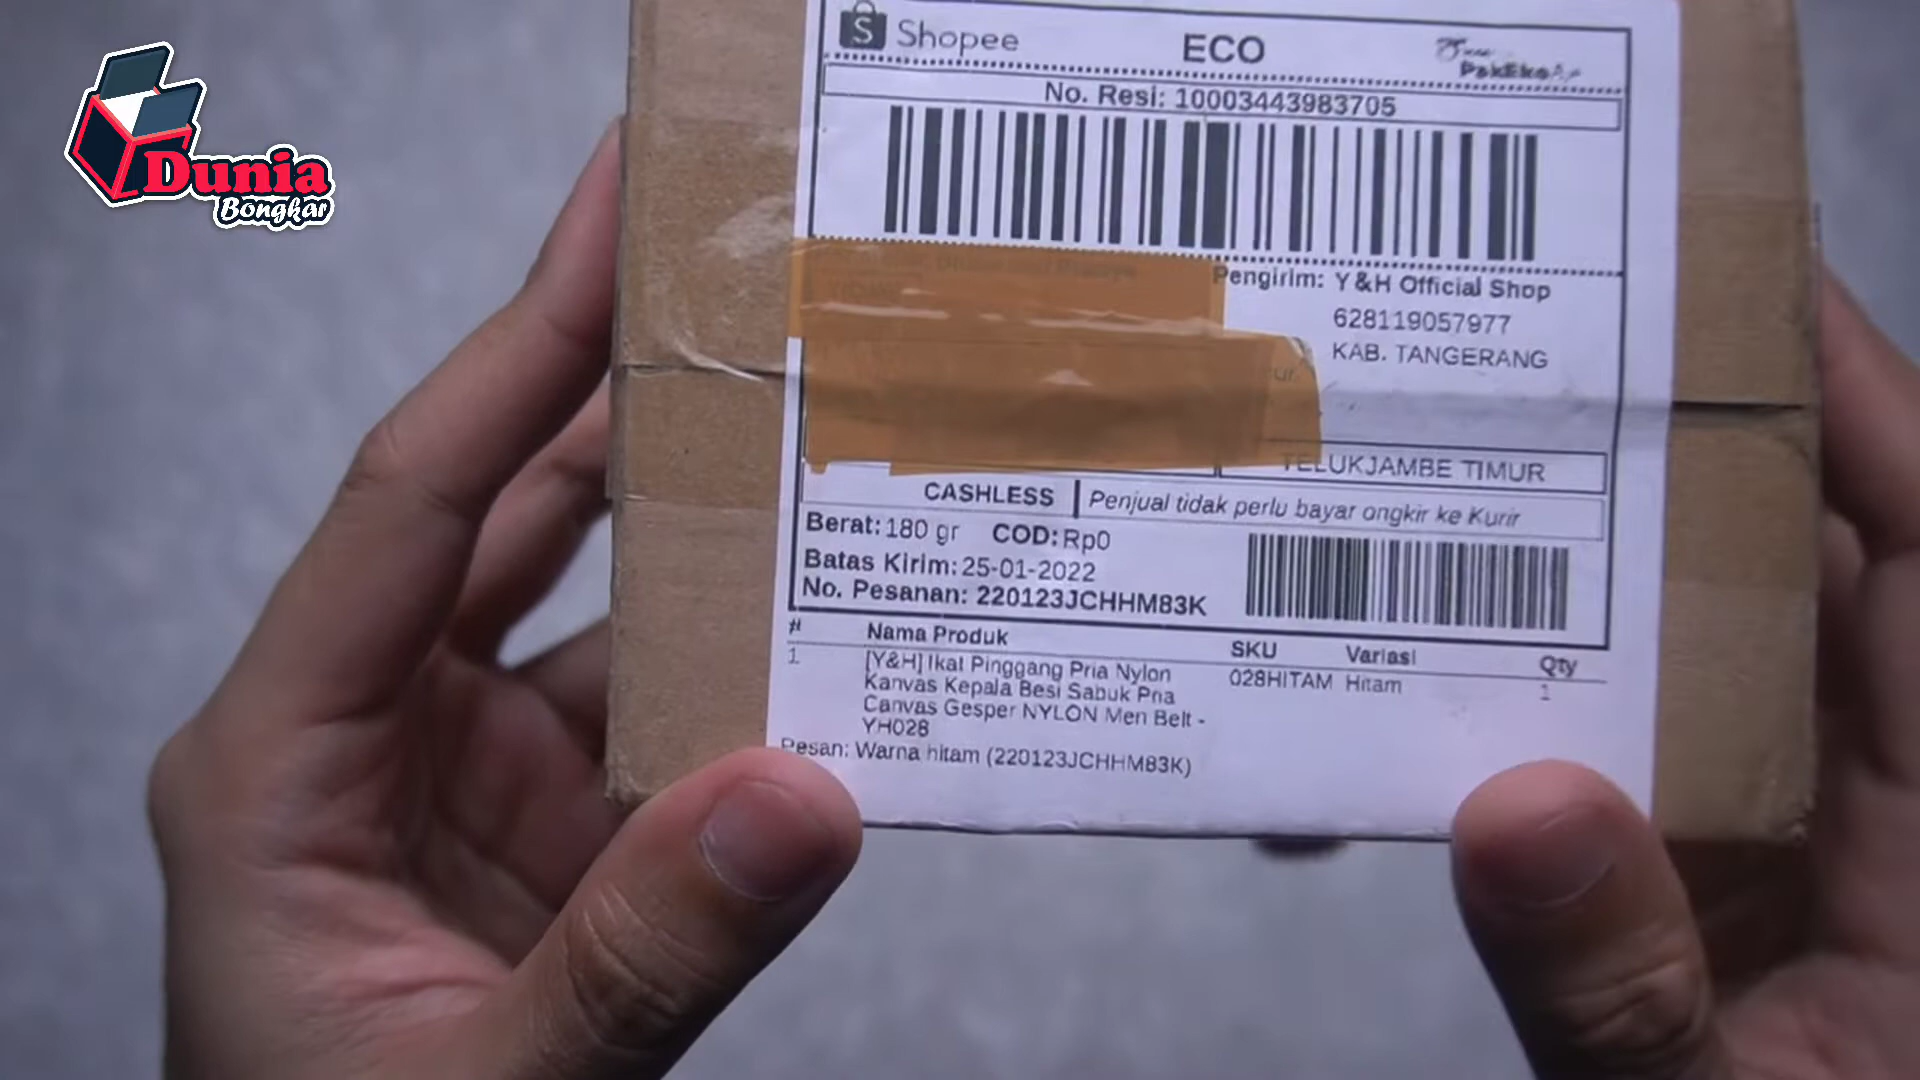 Dunia
Bongkar
Shopee
ECO
No. Resi: 10003443983705
Pengirim: Y&H Official Shop
628119057977
KAB. TANGERANG
TELUKJAMBE TIMUR
CASHLESS
Penjual tidak perlu bayar ongkir ke Kurir
Berat: 180 gr COD: Rp0
Batas Kirim: 25-01-2022
No. Pesanan: 220123JCHHM83K
# Nama Produk SKU Variasi Qty
1 [Y&H] Ikat Pinggang Pria Nylon 028HITAM Hitam 1
Kanvas Kepala Besi Sabuk Pria
Canvas Gesper NYLON Men Belt -
YH028
Pesan: Warna hitam (220123JCHHM83K)